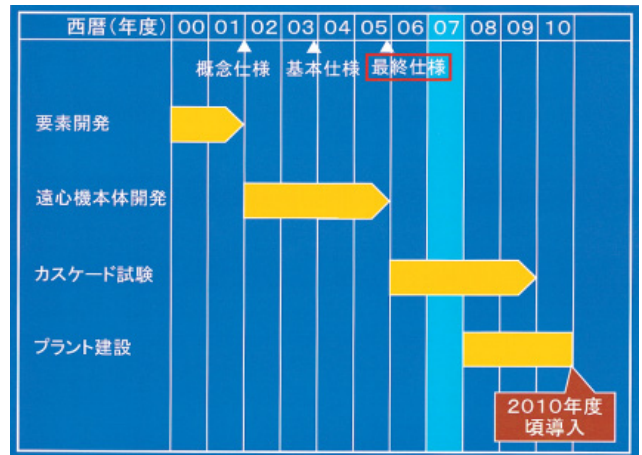 西暦(年度) 00 01 02 03 04 05 06 07 08 09 10
概念仕様 基本仕様 最終仕様
要素開発
遠心機本体開発
カスケード試験
プラント建設
2010年度
頃導入